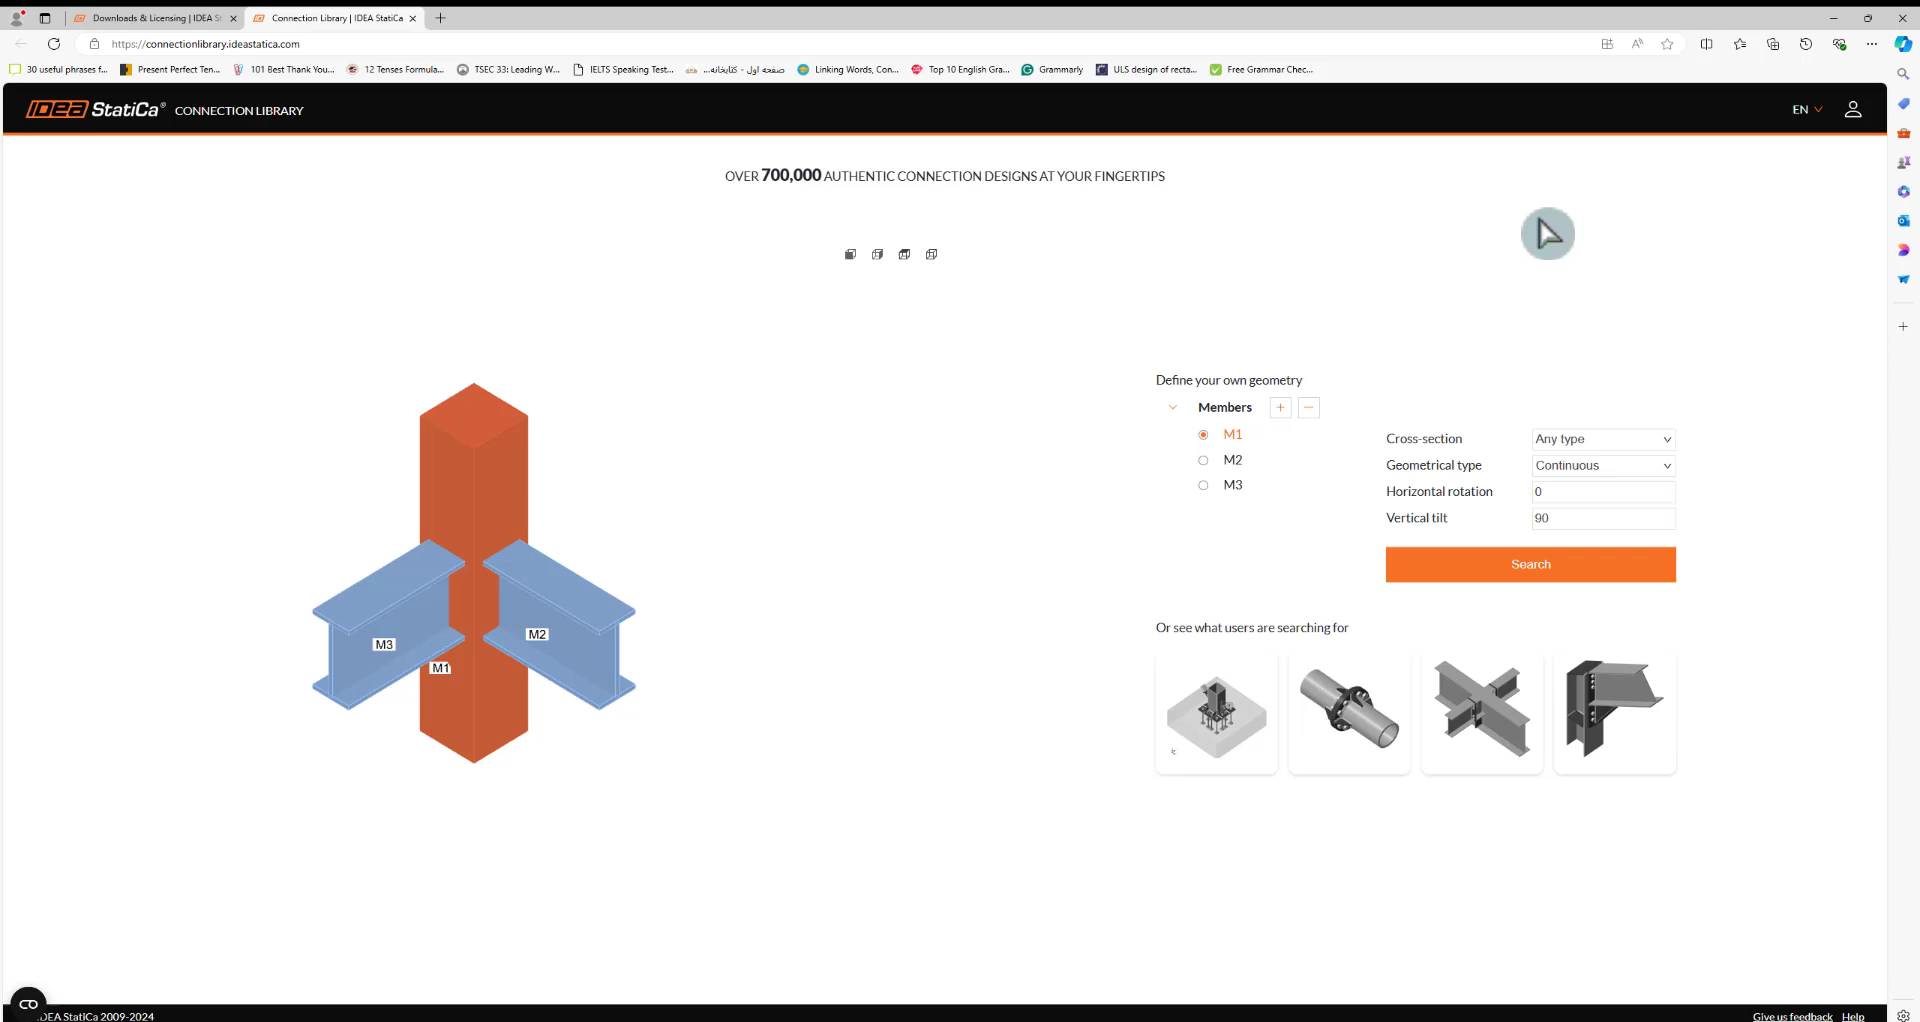 Downloads & Licensing | IDEA St
Connection Library | IDEA StatiCa
https://connectionlibrary.ideastatica.com
30 useful phrases f...
Present Perfect Ten...
101 Best Thank You...
12 Tenses Formula...
TSEC 33: Leading W...
IELTS Speaking Test...
صفحه اول - کتابخانه...
Linking Words, Con...
Top 10 English Gra...
Grammarly
ULS design of recta...
Free Grammar Chec...
IDEA StatiCa® CONNECTION LIBRARY
EN
OVER 700,000 AUTHENTIC CONNECTION DESIGNS AT YOUR FINGERTIPS
Define your own geometry
Members
M1
M2
M3
Cross-section
Any type
Geometrical type
Continuous
Horizontal rotation
0
Vertical tilt
90
Search
M3
M2
M1
Or see what users are searching for
IDEA StatiCa 2009-2024
Give us feedback
Help